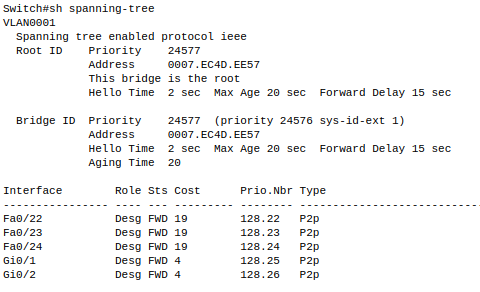 Switch#sh spanning-tree
VLAN0001
  Spanning tree enabled protocol ieee
  Root ID    Priority    24577
             Address     0007.EC4D.EE57
             This bridge is the root
             Hello Time  2 sec  Max Age 20 sec  Forward Delay 15 sec

  Bridge ID  Priority    24577  (priority 24576 sys-id-ext 1)
             Address     0007.EC4D.EE57
             Hello Time  2 sec  Max Age 20 sec  Forward Delay 15 sec
             Aging Time  20

Interface        Role Sts Cost      Prio.Nbr Type
---------------- ---- --- --------- -------- --------------------------------
Fa0/22           Desg FWD 19        128.22   P2p
Fa0/23           Desg FWD 19        128.23   P2p
Fa0/24           Desg FWD 19        128.24   P2p
Gi0/1            Desg FWD 4         128.25   P2p
Gi0/2            Desg FWD 4         128.26   P2p